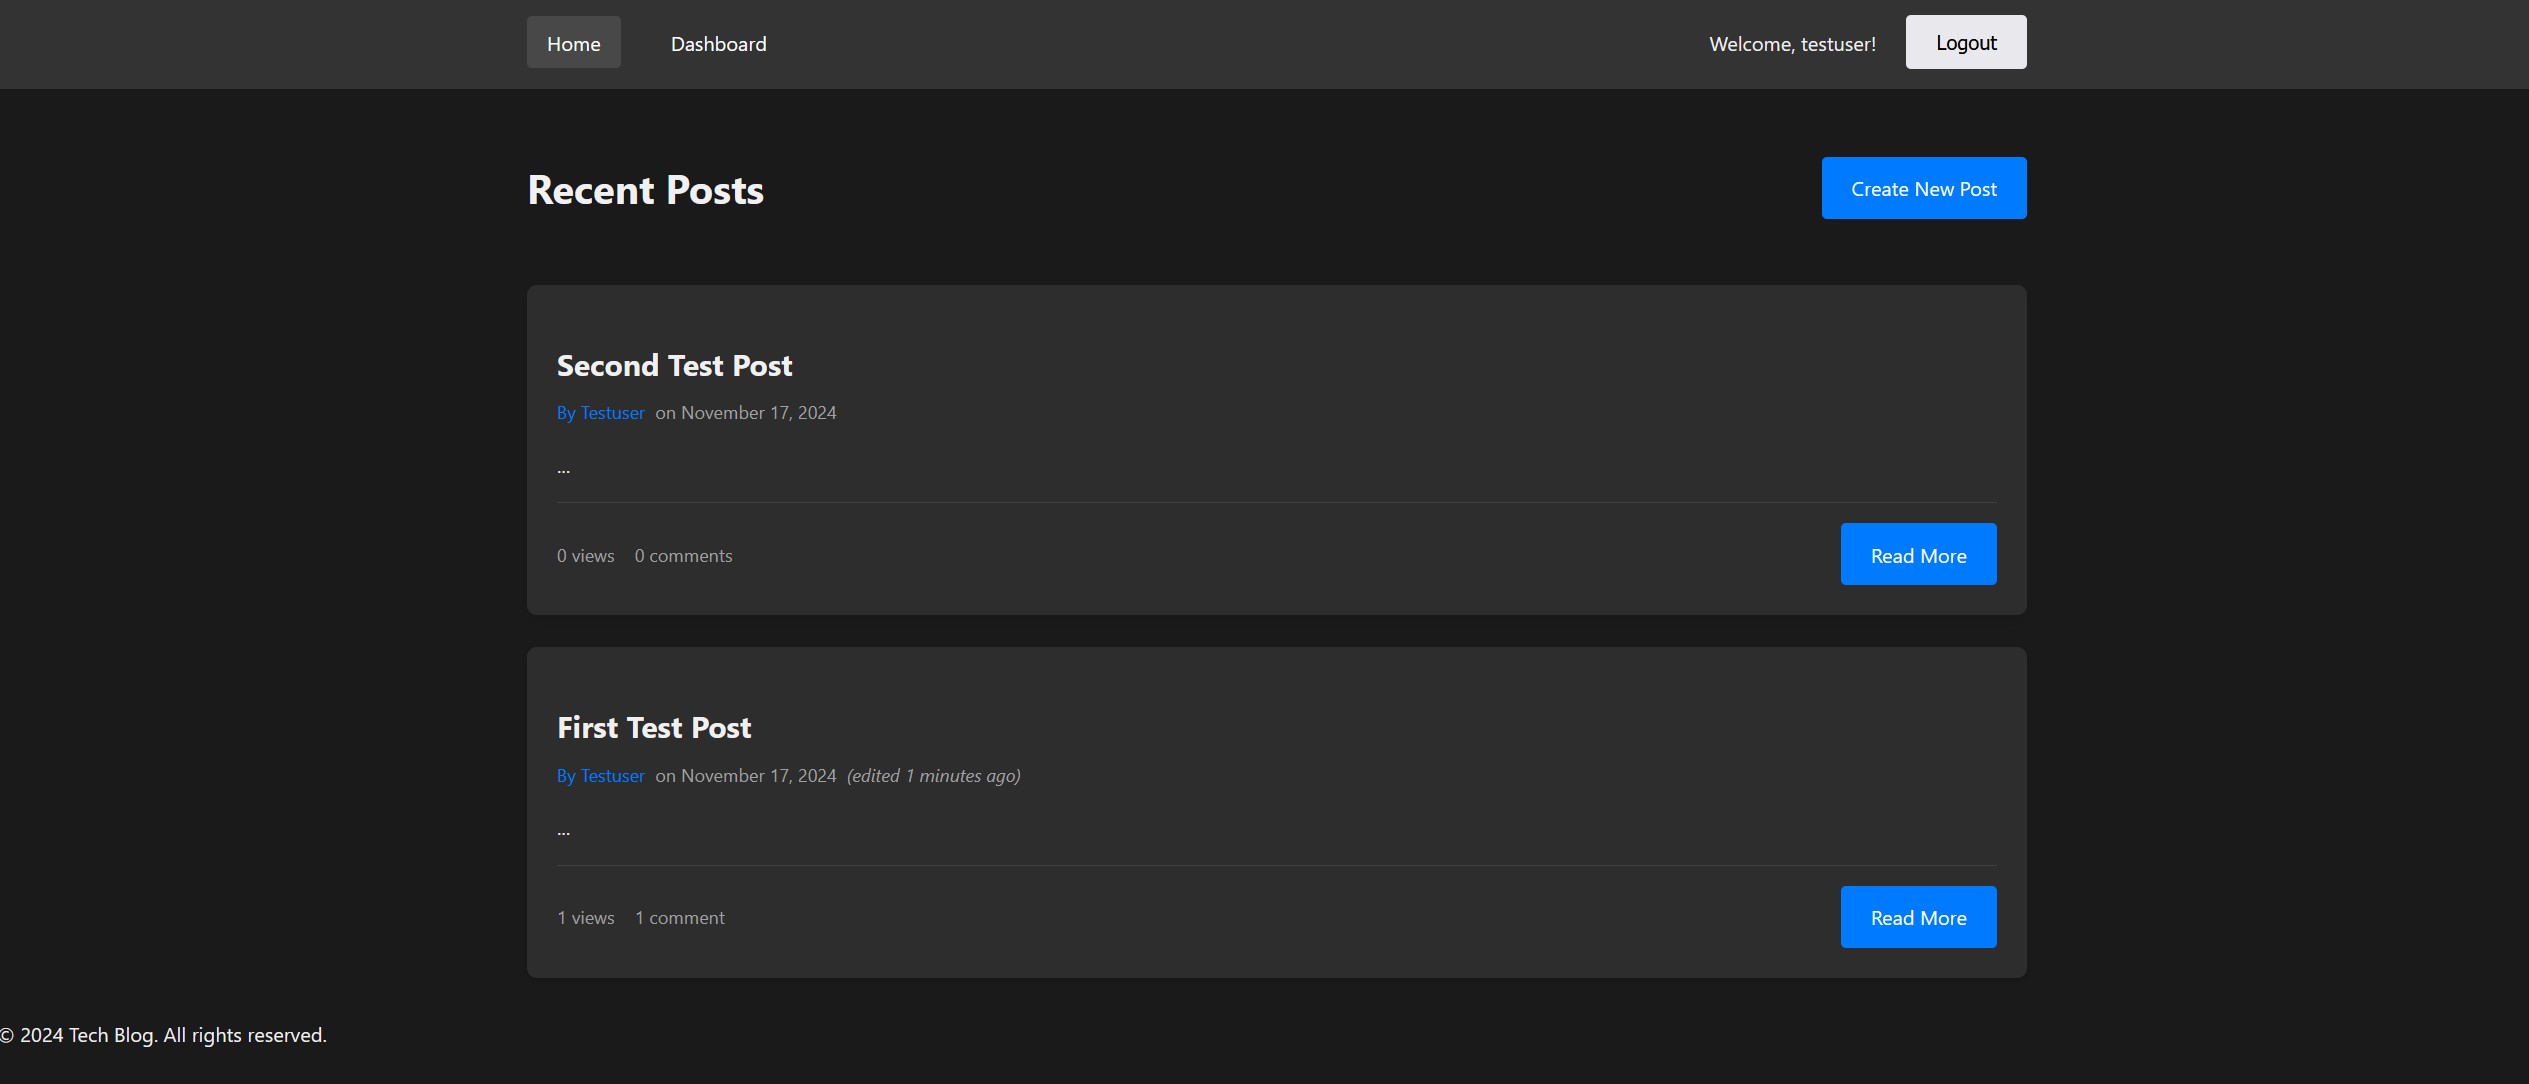 Home Dashboard Welcome, testuser! Logout
Recent Posts Create New Post
Second Test Post
By Testuser on November 17, 2024
...
0 views 0 comments Read More
First Test Post
By Testuser on November 17, 2024 (edited 1 minutes ago)
...
1 views 1 comment Read More
© 2024 Tech Blog. All rights reserved.